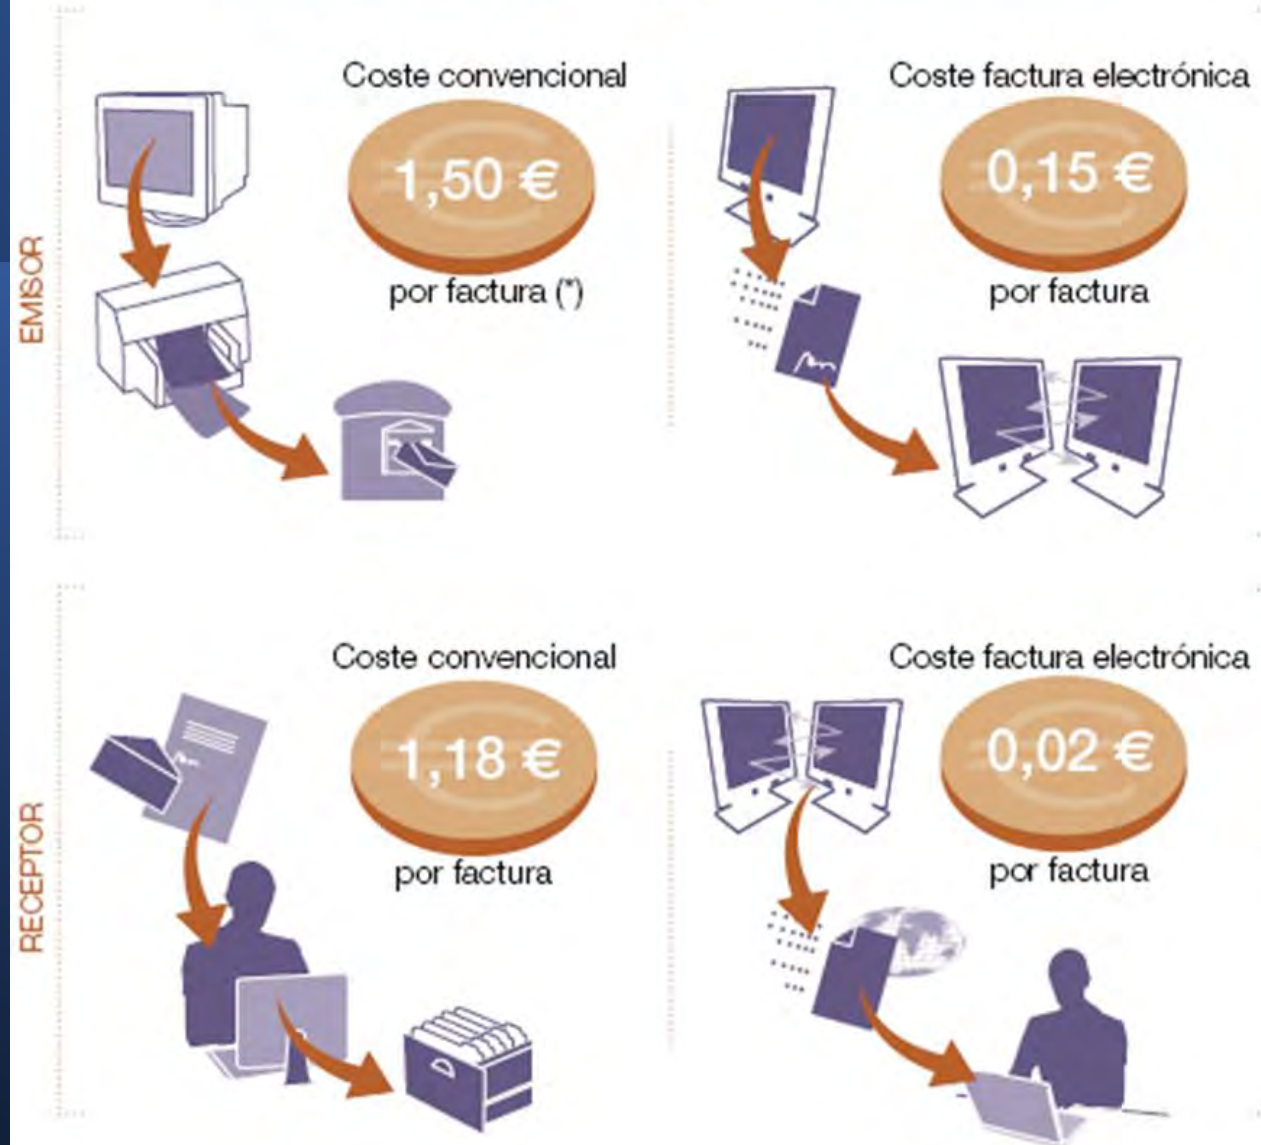 EMISOR
Coste convencional
1,50 €
por factura (*)
Coste factura electrónica
0,15 €
por factura
RECEPTOR
Coste convencional
1,18 €
por factura
Coste factura electrónica
0,02 €
por factura